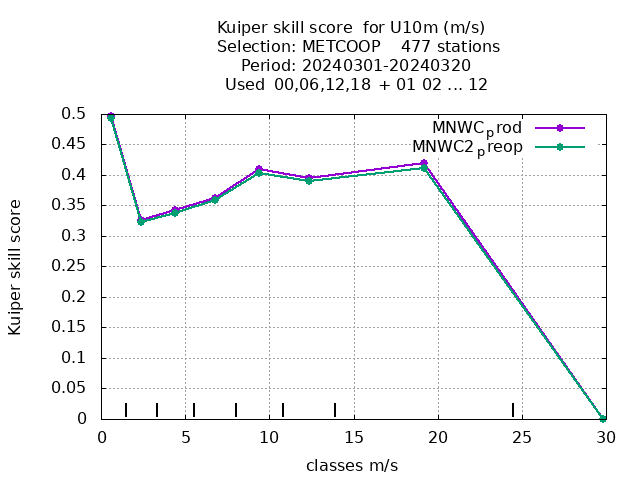 Kuiper skill score  for U10m (m/s)
Selection: METCOOP    477 stations
Period: 20240301-20240320
Used  00,06,12,18  + 01 02 ... 12
MNWCprod
MNWC2preop
0.5
0.45
0.4
0.35
0.3
0.25
0.2
0.15
0.1
0.05
0
Kuiper skill score
0 5 10 15 20 25 30
classes m/s